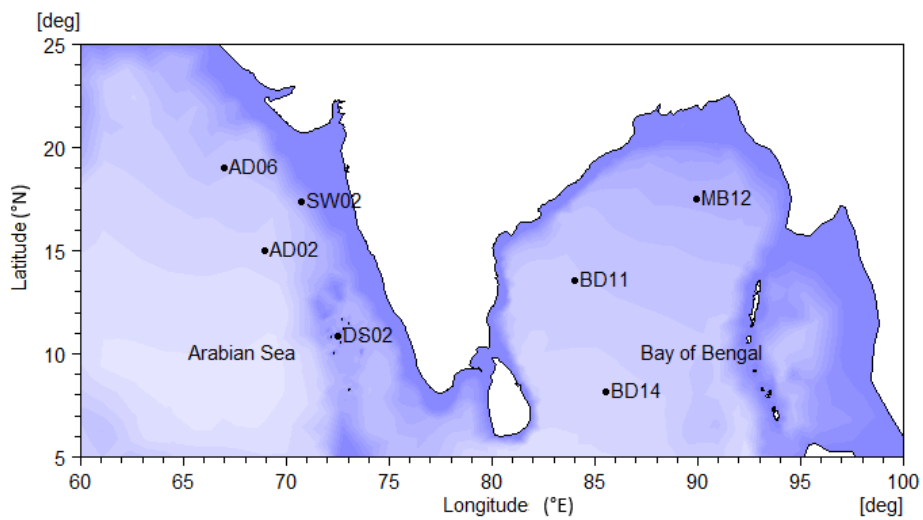 [deg]
25
20
15
10
5
Latitude (°N)
AD06
SW02
MB12
AD02
BD11
DS02
Arabian Sea
Bay of Bengal
BD14
60
65
70
75
80
85
90
95
100
Longitude (°E)
[deg]